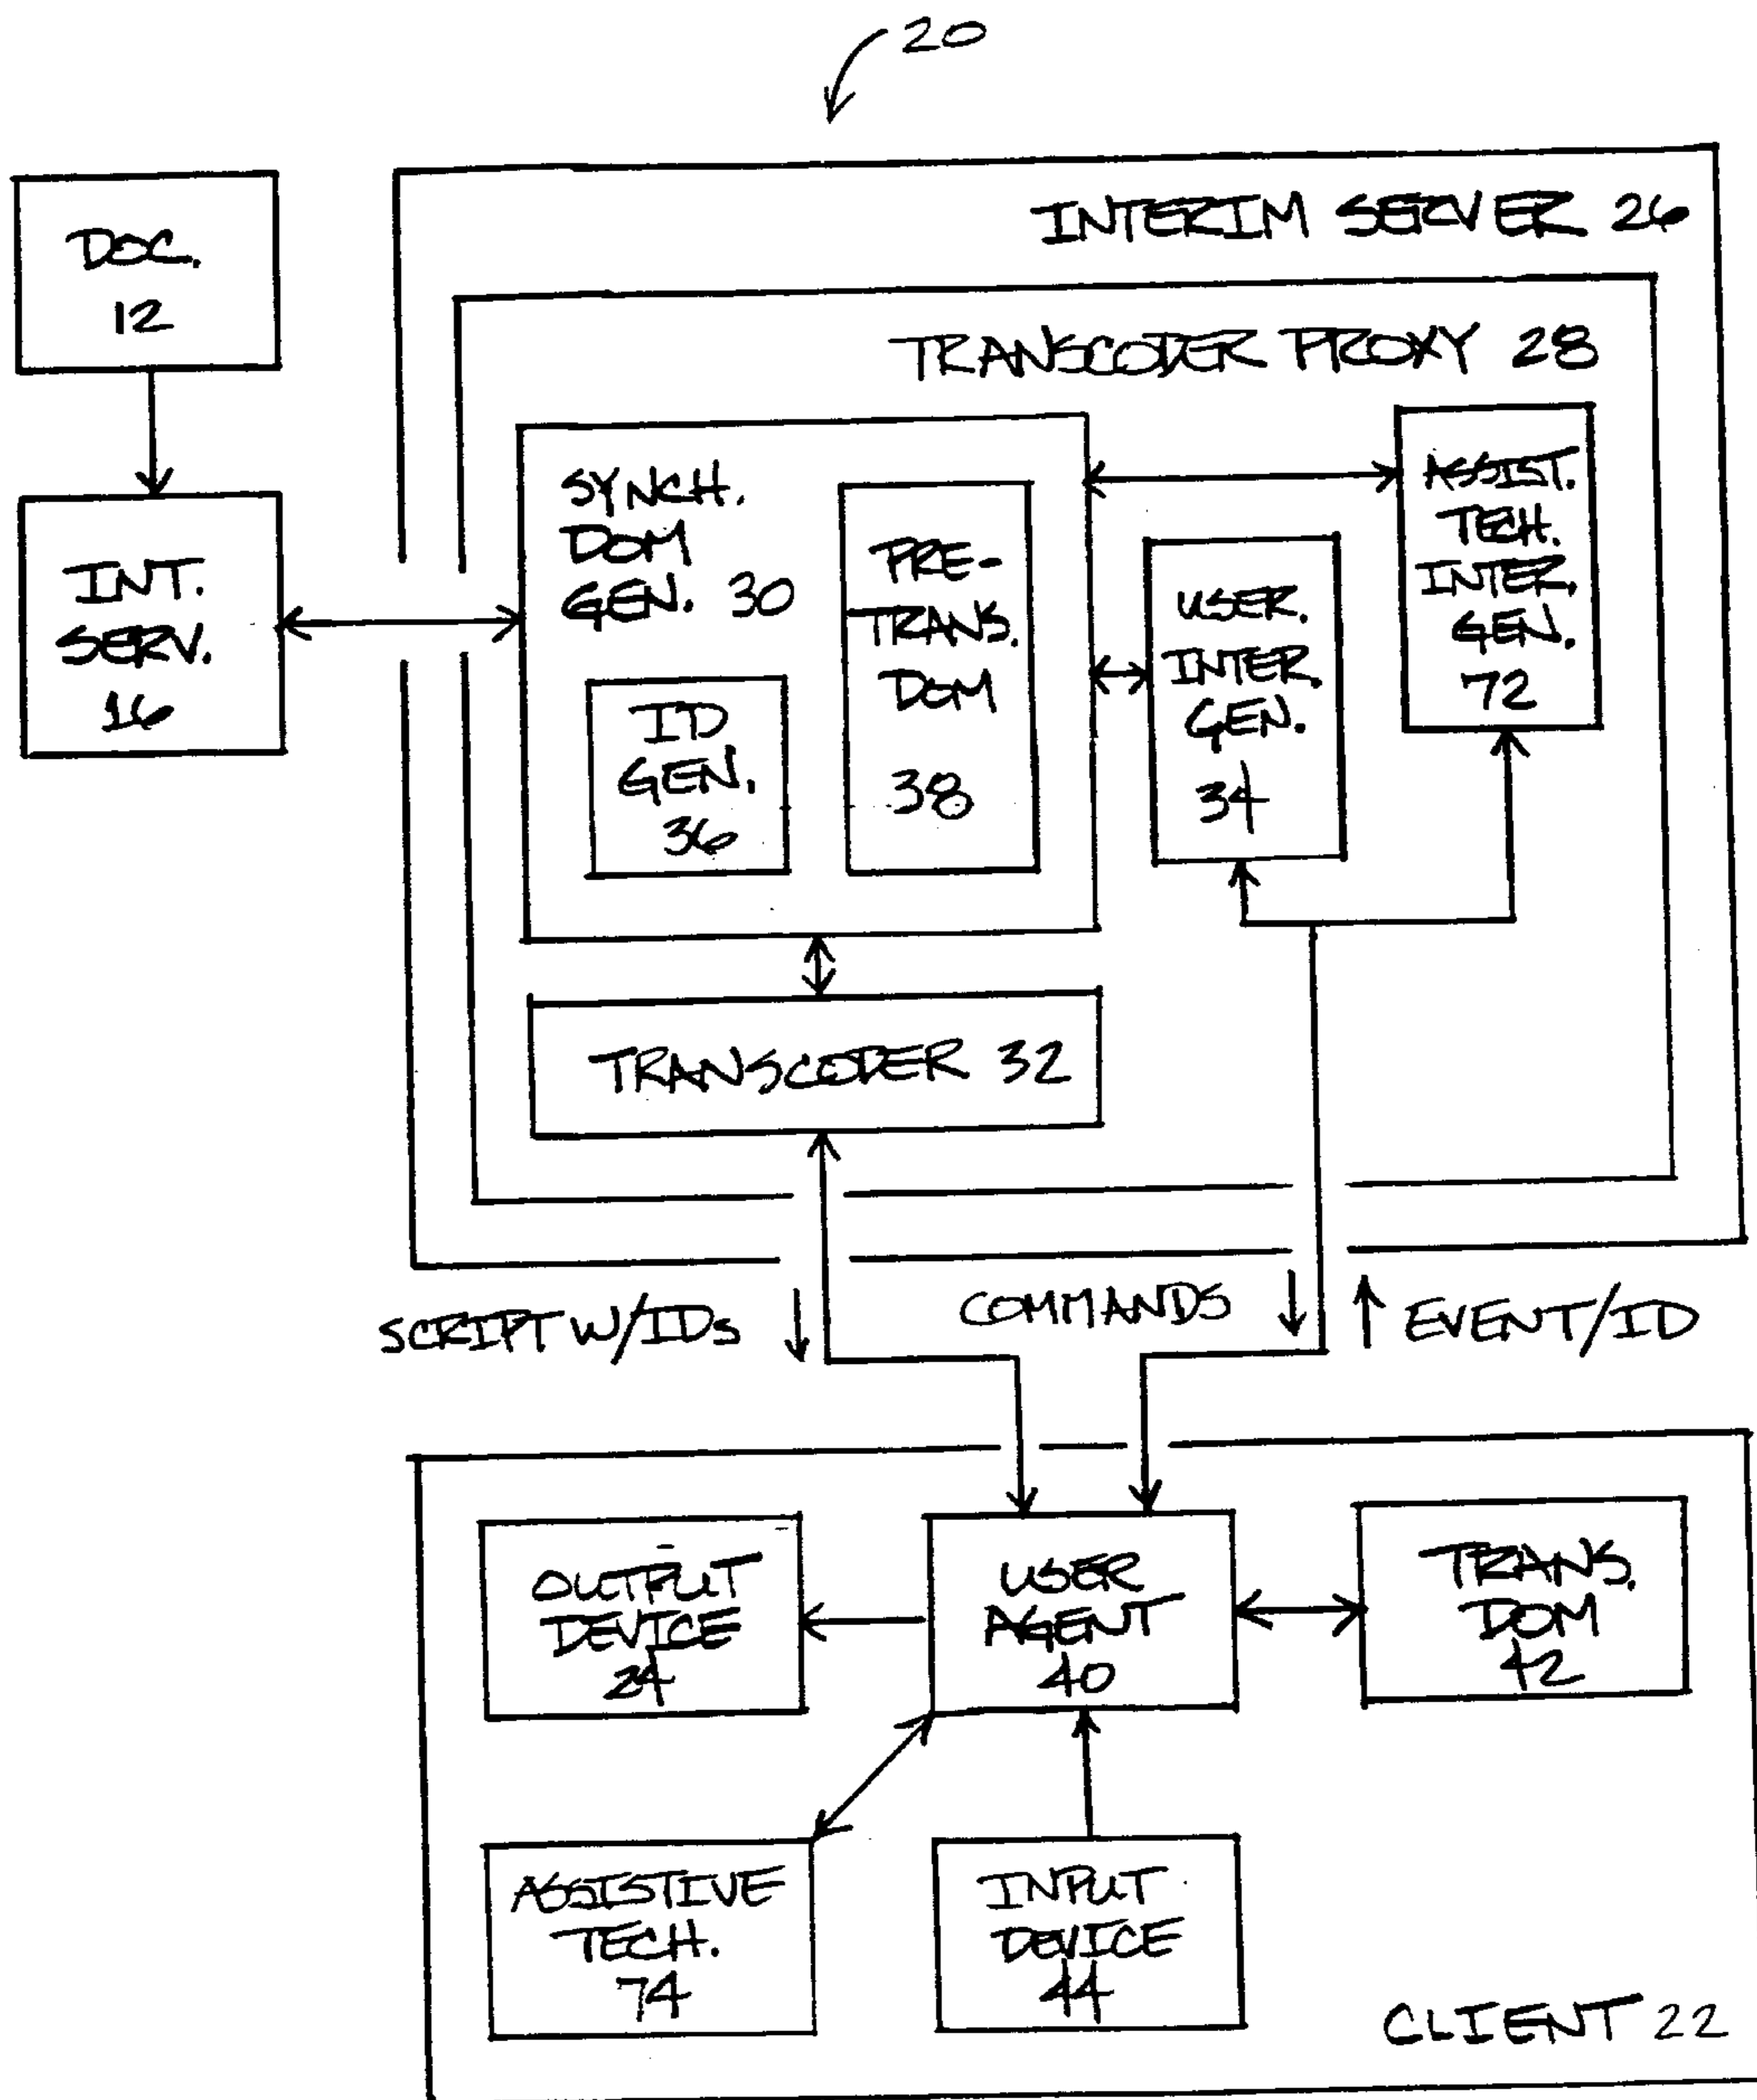 20
INTERIM SERVER 26
DOC.
12
TRANSCODER PROXY 28
INT.
SERV.
16
SYNCH.
DOM
GEN. 30
ID
GEN.
36
PRE-
TRANS.
DOM
38
USER.
INTER.
GEN.
34
ASSIST.
TECH.
INTER.
GEN.
72
TRANSCODER 32
SCRIPT W/IDs
COMMANDS
EVENT/ID
OUTPUT
DEVICE
24
USER
AGENT
40
TRANS.
DOM
42
ASSISTIVE
TECH.
74
INPUT
DEVICE
44
CLIENT 22